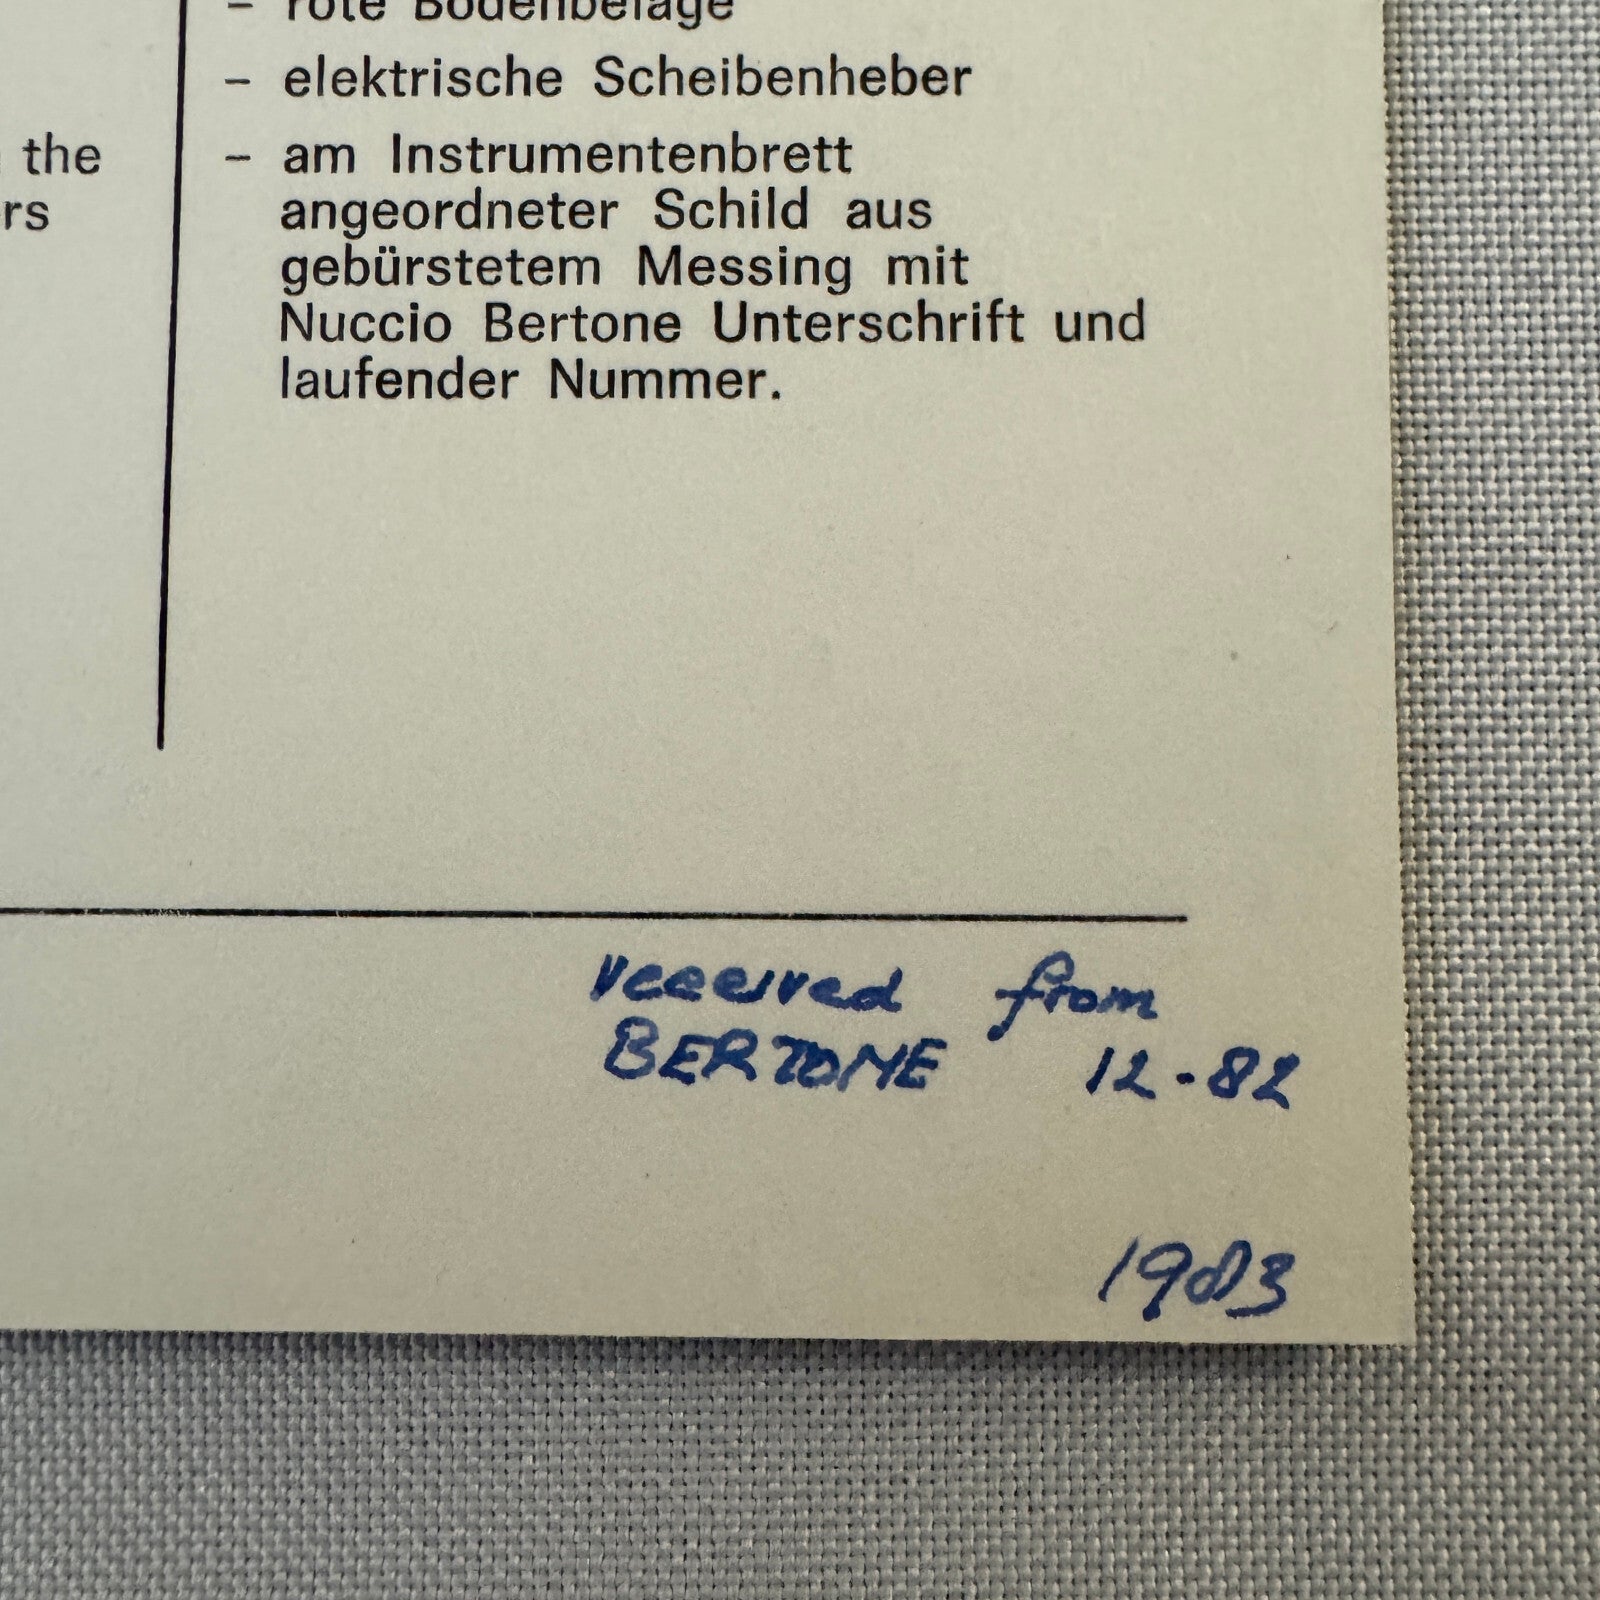 the
rs
– rote Bodenbeläge
– elektrische Scheibenheber
– am Instrumentenbrett
angeordneter Schild aus
gebürstetem Messing mit
Nuccio Bertone Unterschrift und
laufender Nummer.
received from
BERTONE 12-82
1983